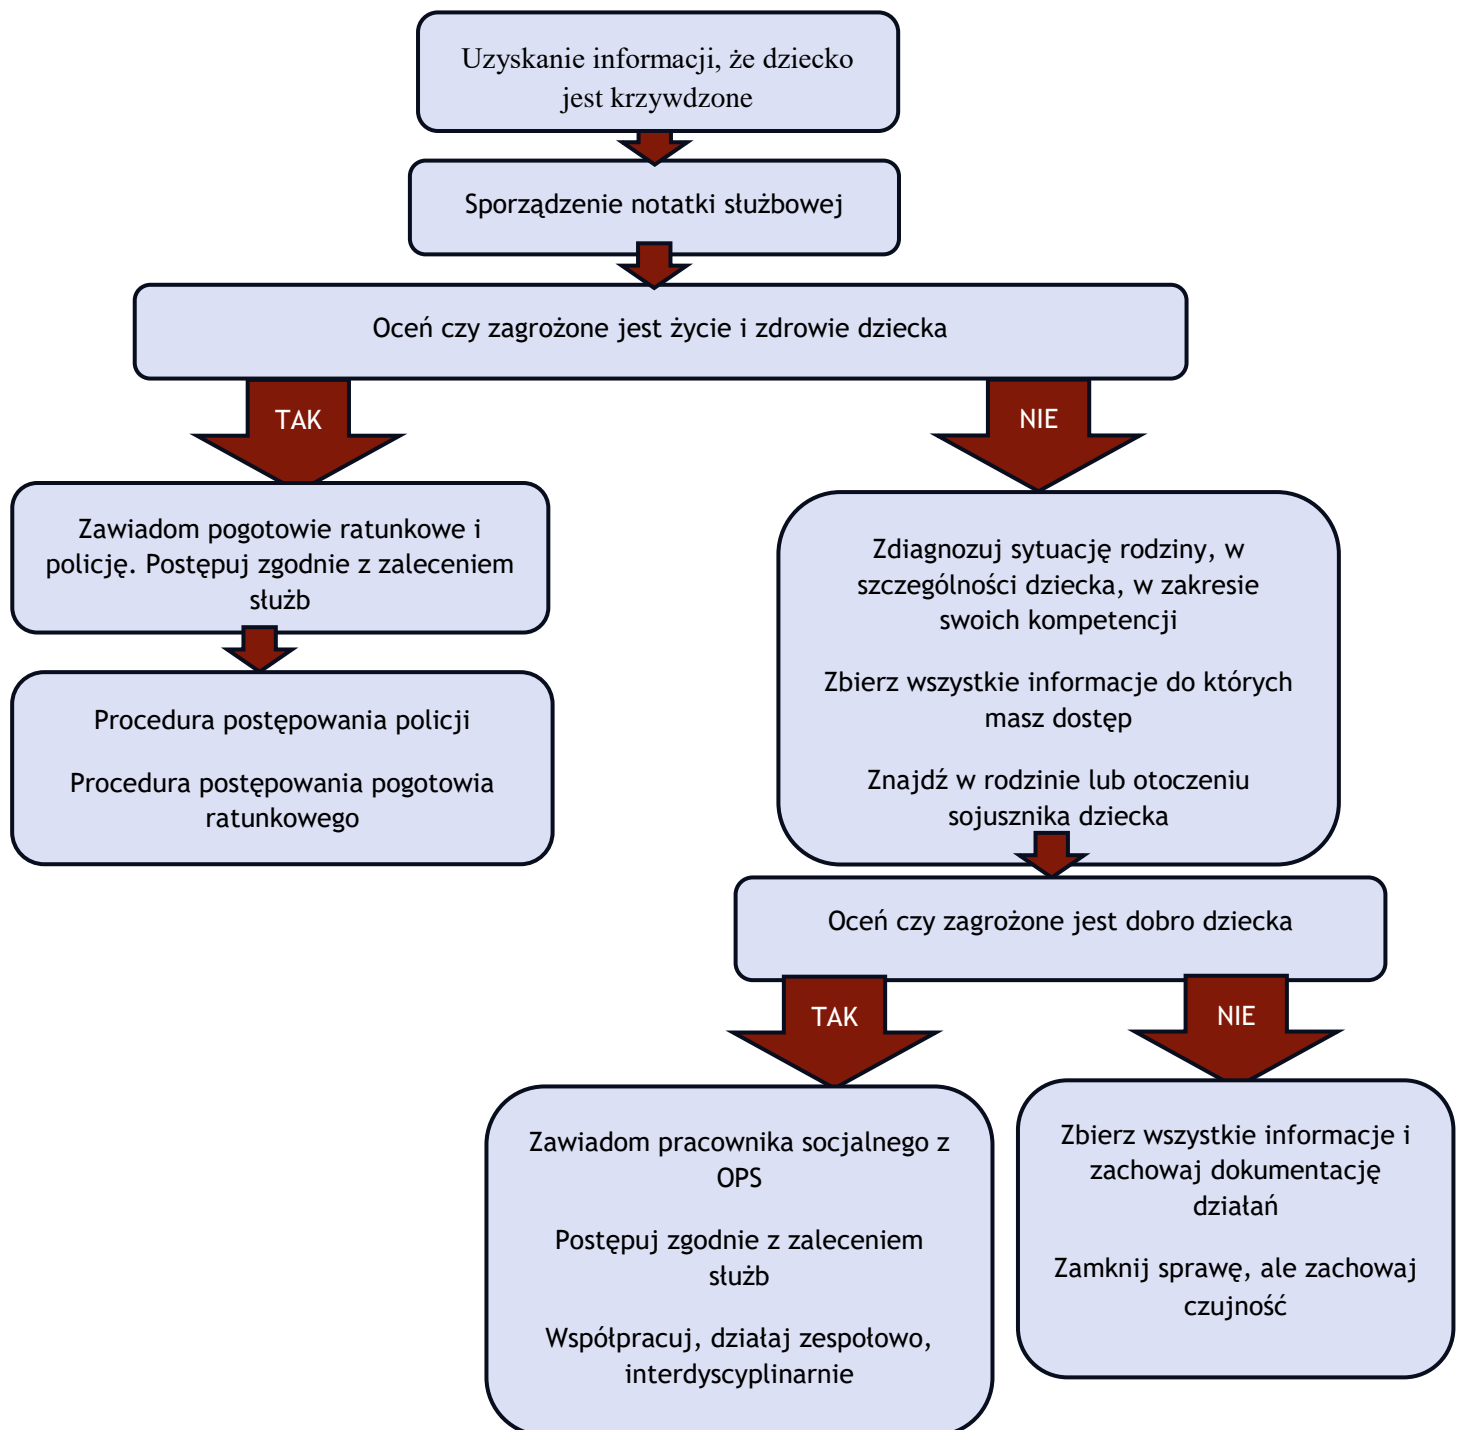 Uzyskanie informacji, że dziecko
jest krzywdzone
Sporządzenie notatki służbowej
Oceń czy zagrożone jest życie i zdrowie dziecka
TAK
NIE
Zawiadom pogotowie ratunkowe i
policję. Postępuj zgodnie z zaleceniem
służb
Procedura postępowania policji
Procedura postępowania pogotowia
ratunkowego
Zdiagnozuj sytuację rodziny, w
szczególności dziecka, w zakresie
swoich kompetencji
Zbierz wszystkie informacje do których
masz dostęp
Znajdź w rodzinie lub otoczeniu
sojusznika dziecka
Oceń czy zagrożone jest dobro dziecka
TAK
NIE
Zawiadom pracownika socjalnego z
OPS
Postępuj zgodnie z zaleceniem
służb
Współpracuj, działaj zespołowo,
interdyscyplinarnie
Zbierz wszystkie informacje i
zachowaj dokumentację
działań
Zamknij sprawę, ale zachowaj
czujność